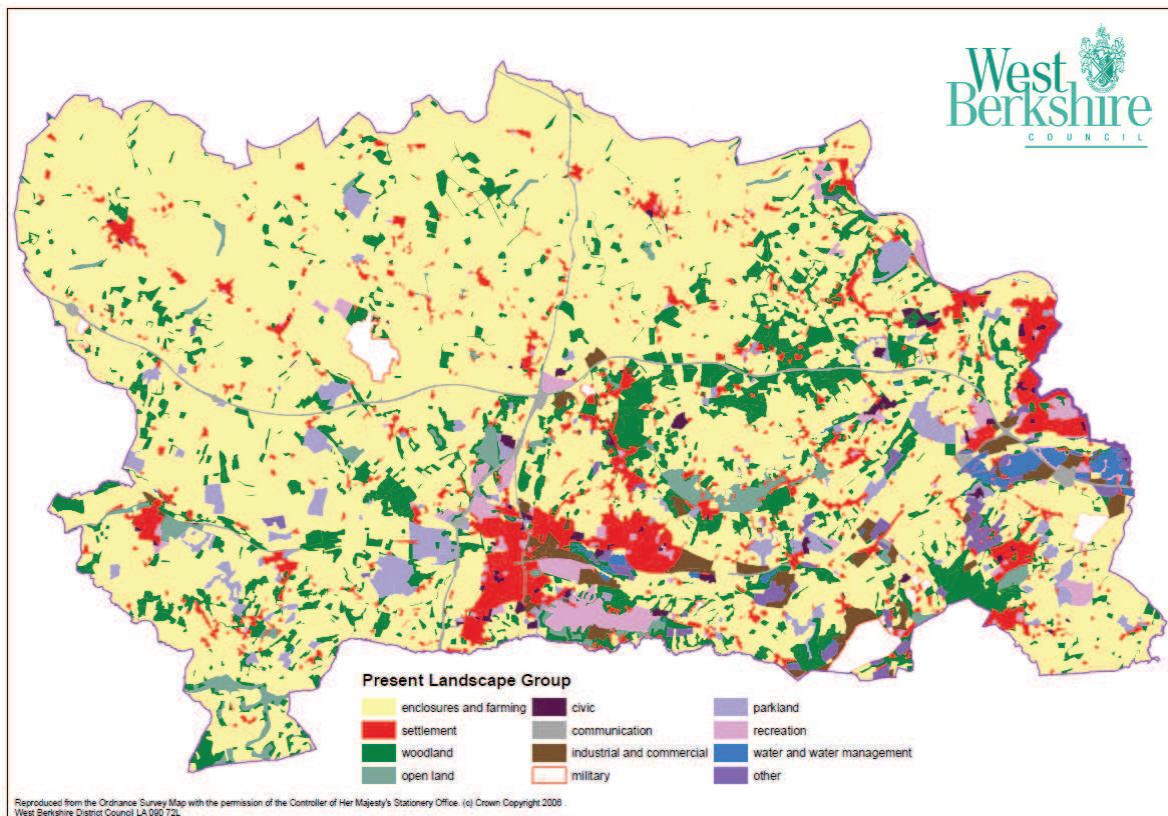 West
Berkshire
COUNCIL
Present Landscape Group
enclosures and farming
settlement
woodland
open land
civic
communication
industrial and commercial
military
parkland
recreation
water and water management
other
Reproduced from the Ordnance Survey Map with the permission of the Controller of Her Majesty's Stationery Office. (c) Crown Copyright 2006 .
West Berkshire District Council LA 090 72L